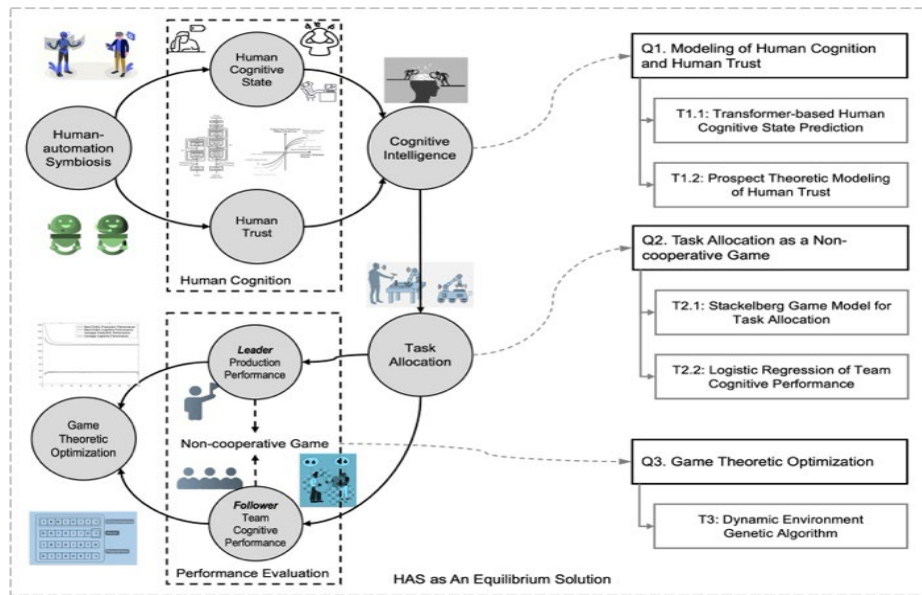 Human-
automation
Symbiosis
Human
Cognitive
State
Human
Trust
Human Cognition
Cognitive
Intelligence
Task
Allocation
Leader
Production
Performance
Non-cooperative Game
Follower
Team
Cognitive
Performance
Performance Evaluation
Game
Theoretic
Optimization
HAS as An Equilibrium Solution
Q1. Modeling of Human Cognition
and Human Trust
T1.1: Transformer-based Human
Cognitive State Prediction
T1.2: Prospect Theoretic Modeling
of Human Trust
Q2. Task Allocation as a Non-
cooperative Game
T2.1: Stackelberg Game Model for
Task Allocation
T2.2: Logistic Regression of Team
Cognitive Performance
Q3. Game Theoretic Optimization
T3: Dynamic Environment
Genetic Algorithm